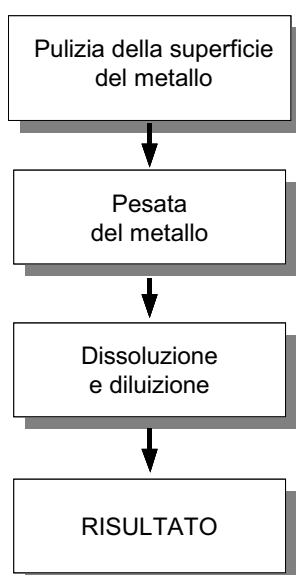 Pulizia della superficie
del metallo
Pesata
del metallo
Dissoluzione
e diluizione
RISULTATO